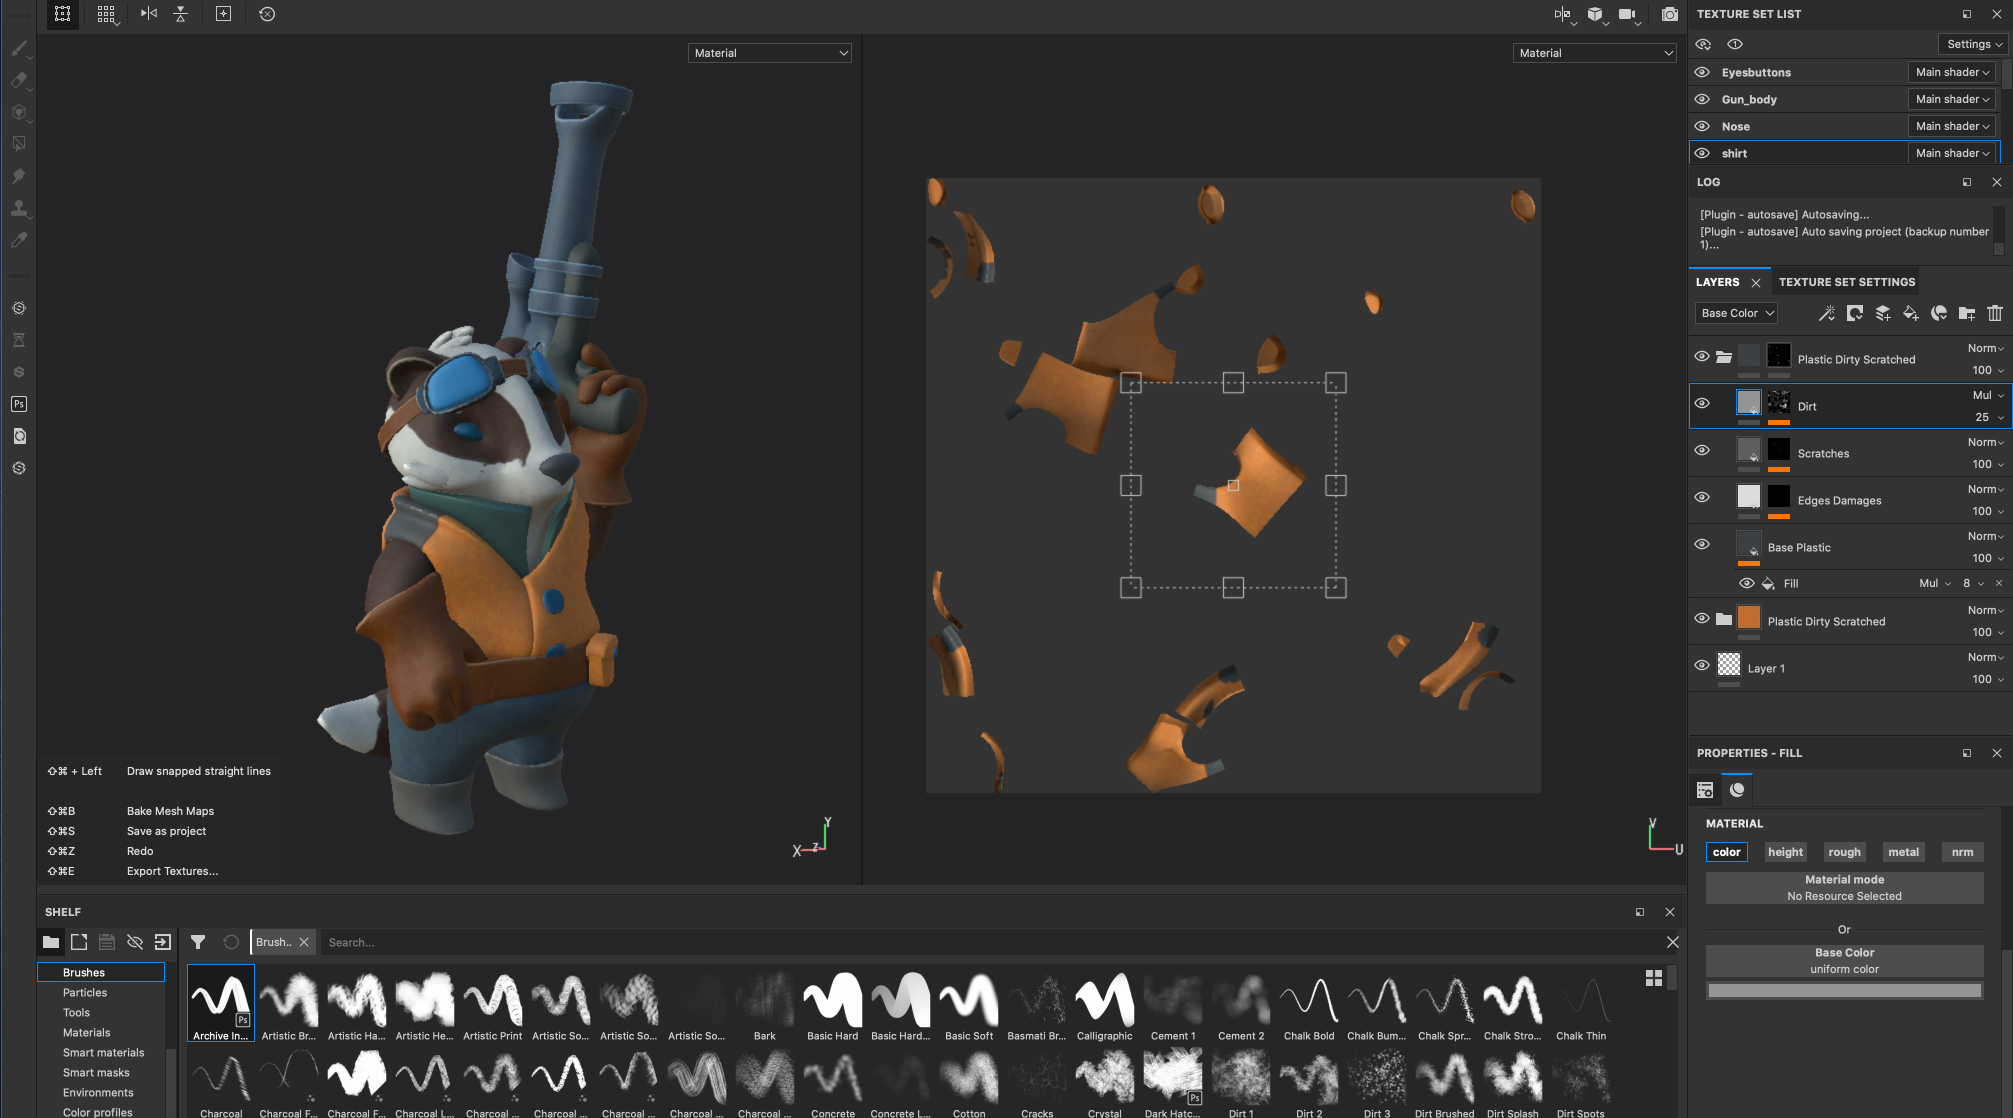 Material
Material
TEXTURE SET LIST
Settings
Eyesbuttons
Main shader
Gun_body
Main shader
Nose
Main shader
shirt
Main shader
LOG
[Plugin - autosave] Autosaving...
[Plugin - autosave] Auto saving project (backup number
1)...
LAYERS
TEXTURE SET SETTINGS
Base Color
Plastic Dirty Scratched
Norm
100
Dirt
Mul
25
Scratches
Norm
100
Edges Damages
Norm
100
Base Plastic
Norm
100
Fill
Mul
8
Plastic Dirty Scratched
Norm
100
Layer 1
Norm
100
PROPERTIES - FILL
MATERIAL
color
height
rough
metal
nrm
Material mode
No Resource Selected
Or
Base Color
uniform color
Ps
⇧⌘ + Left Draw snapped straight lines
⇧⌘B Bake Mesh Maps
⇧⌘S Save as project
⇧⌘Z Redo
⇧⌘E Export Textures...
Y
X
Z
V
U
SHELF
Brush..
Search...
Brushes
Particles
Tools
Materials
Smart materials
Smart masks
Environments
Color profiles
Ps
Archive In...
Artistic Br...
Artistic Ha...
Artistic He...
Artistic Print
Artistic So...
Artistic So...
Artistic So...
Bark
Basic Hard
Basic Hard...
Basic Soft
Basmati Br...
Calligraphic
Cement 1
Cement 2
Chalk Bold
Chalk Bum...
Chalk Spr...
Chalk Stro...
Chalk Thin
Ps
Charcoal
Charcoal F...
Charcoal F...
Charcoal L...
Charcoal ...
Charcoal ...
Charcoal ...
Charcoal ...
Charcoal ...
Concrete
Concrete L...
Cotton
Cracks
Crystal
Dark Hatc...
Dirt 1
Dirt 2
Dirt 3
Dirt Brushed
Dirt Splash
Dirt Spots